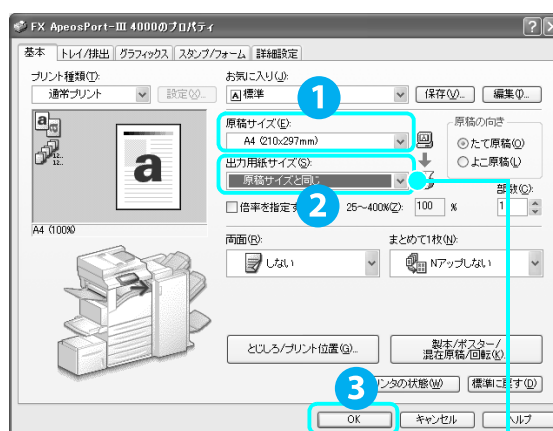 FX ApeosPort-III 4000のプロパティ
基本 トレイ/排出 グラフィックス スタンプ/フォーム 詳細設定
プリント種類(T): お気に入り(J):
通常プリント 設定(X)... A 標準 保存(V)... 編集(I)...
1
原稿サイズ(E): 原稿の向き
A4 (210×297mm) たて原稿(O)
出力用紙サイズ(S): よこ原稿(L)
原稿サイズと同じ
2
部数(C):
倍率を指定す 25～400%(Z): 100 % 1
a
12..
12..
a
A4 (100%)
両面(R): まとめて1枚(N):
しない Nアップしない
とじしろ/プリント位置(G)... 製本/ポスター/
混在原稿/回転(K)...
3
ンタの状態(W) 標準に戻す(D)
OK キャンセル ヘルプ